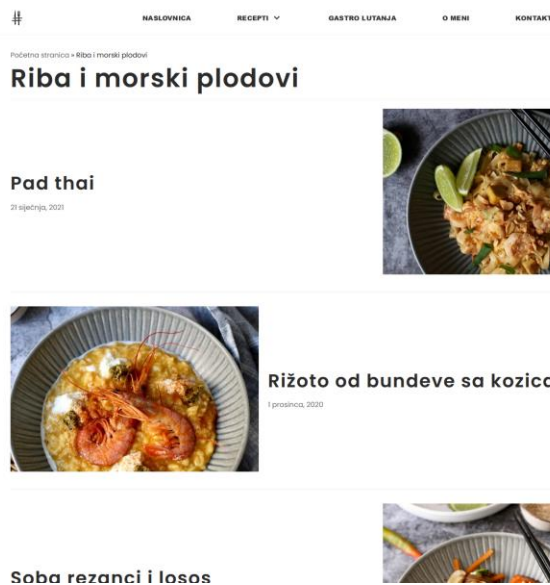 NASLOVNICA RECEPTI GASTRO LUTANJA O MENI KONTAKT
Početna stranica » Riba i morski plodovi
Riba i morski plodovi
Pad thai
21 siječnja, 2021
Rižoto od bundeve sa kozica
1 prosinca, 2020
Soba rezanci i losos